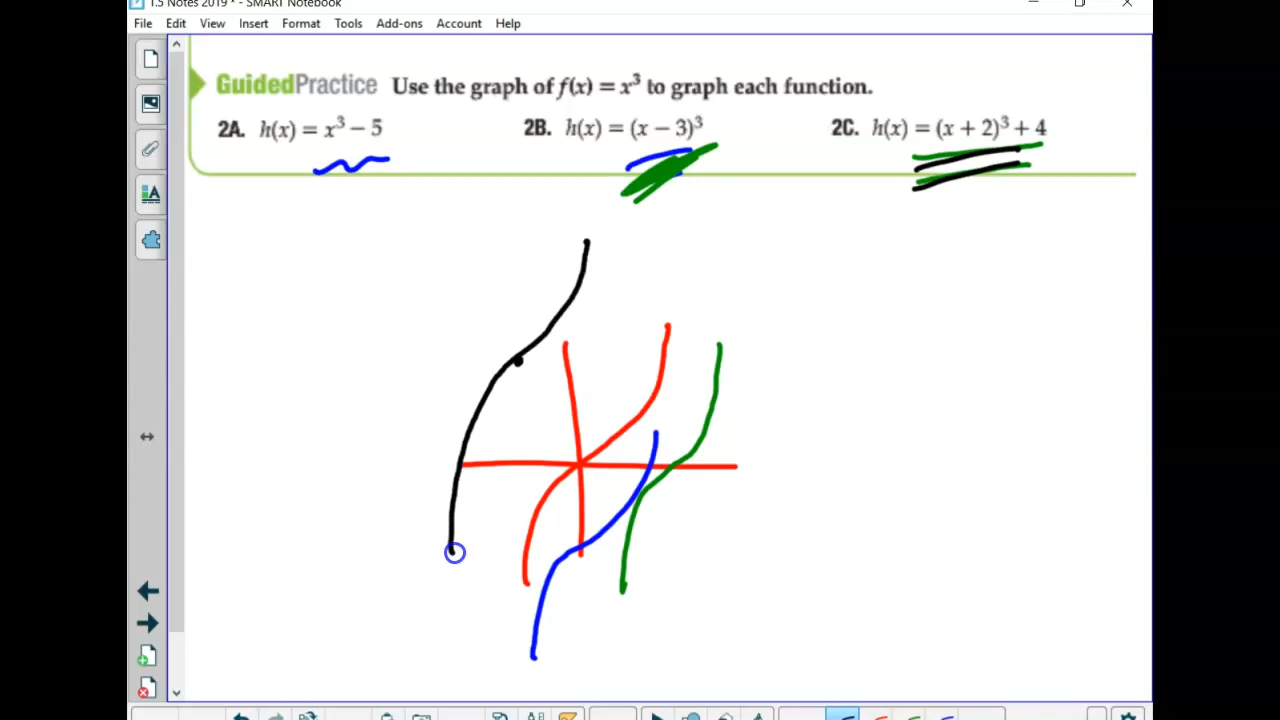 1.5 Notes 2019 * - SMART Notebook
File Edit View Insert Format Tools Add-ons Account Help
GuidedPractice Use the graph of f(x) = x³ to graph each function.
2A. h(x) = x³ − 5 2B. h(x) = (x − 3)³ 2C. h(x) = (x + 2)³ + 4